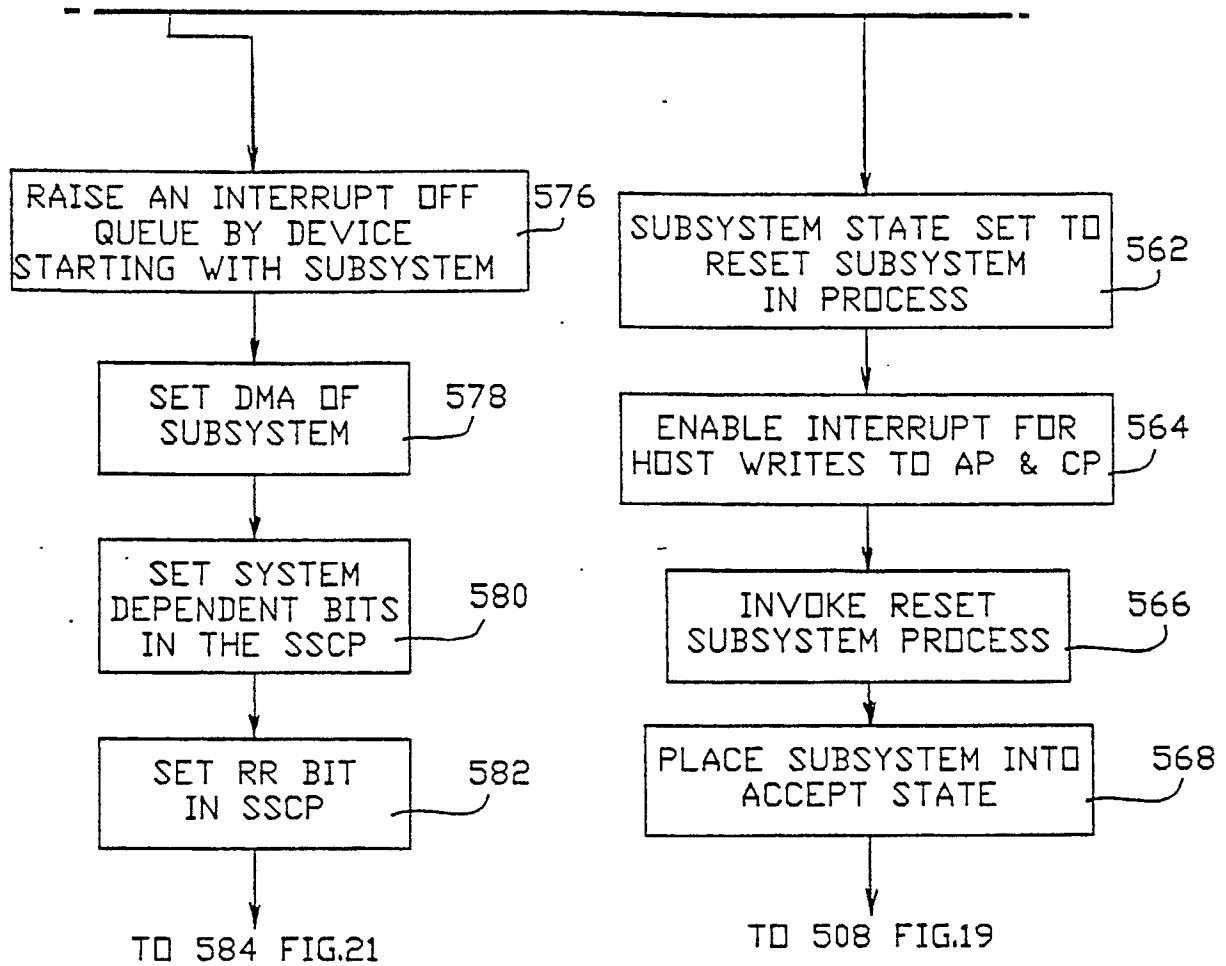 RAISE AN INTERRUPT OFF
QUEUE BY DEVICE
STARTING WITH SUBSYSTEM
576
SET DMA OF
SUBSYSTEM
578
SET SYSTEM
DEPENDENT BITS
IN THE SSCP
580
SET RR BIT
IN SSCP
582
TO 584 FIG.21
SUBSYSTEM STATE SET TO
RESET SUBSYSTEM
IN PROCESS
562
ENABLE INTERRUPT FOR
HOST WRITES TO AP & CP
564
INVOKE RESET
SUBSYSTEM PROCESS
566
PLACE SUBSYSTEM INTO
ACCEPT STATE
568
TO 508 FIG.19